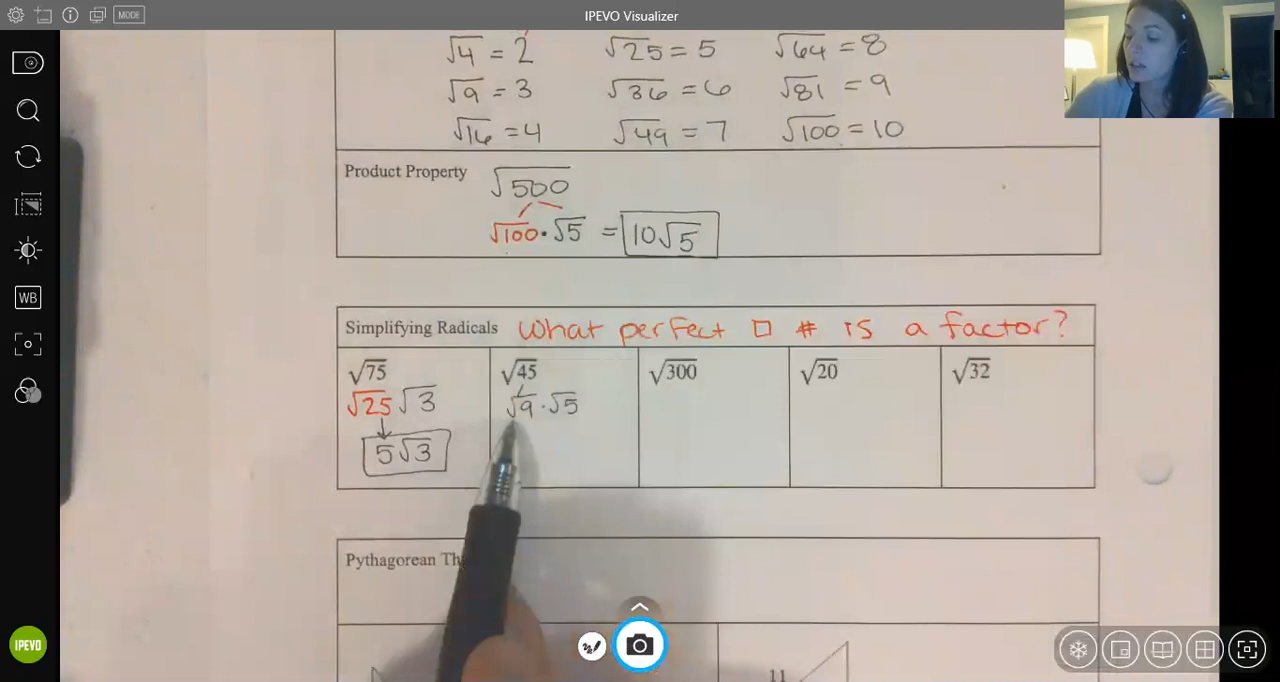 MODE
IPEVO Visualizer
√4 = 2 √25 = 5 √64 = 8
√9 = 3 √36 = 6 √81 = 9
√16 = 4 √49 = 7 √100 = 10
Product Property √500
√100 • √5 = 10√5
WB
Simplifying Radicals What perfect □ # is a factor?
√75 √45 √300 √20 √32
√25 √3 √9 · √5
5√3
Pythagorean
11
IPEVO